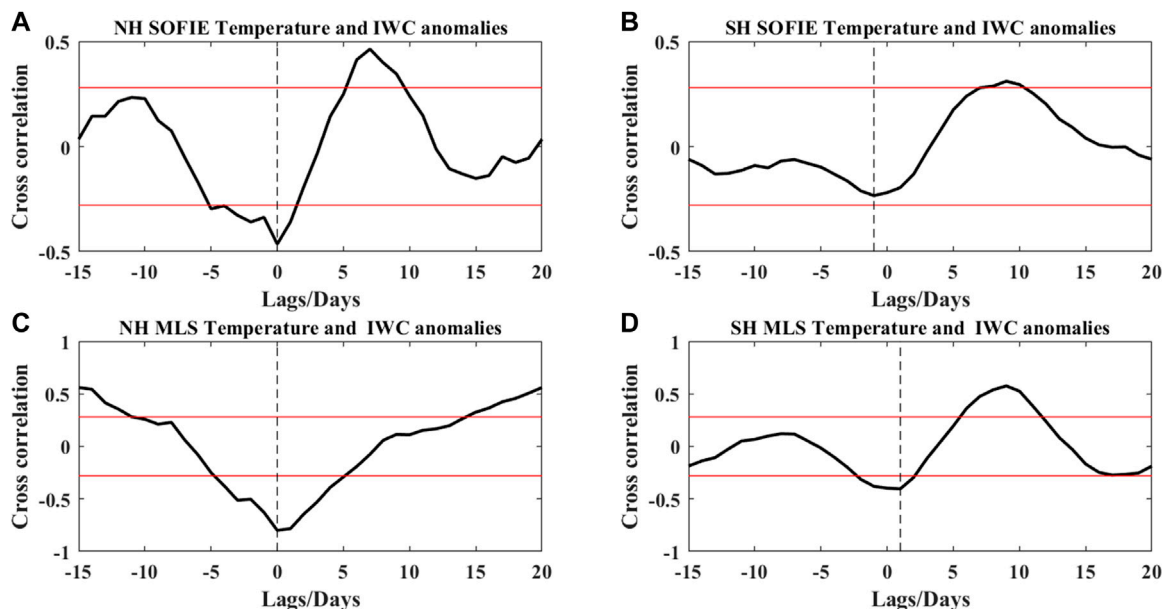 A
NH SOFIE Temperature and IWC anomalies
Cross correlation
0.5
0
-0.5
-15 -10 -5 0 5 10 15 20
Lags/Days
B
SH SOFIE Temperature and IWC anomalies
Cross correlation
0.5
0
-0.5
-15 -10 -5 0 5 10 15 20
Lags/Days
C
NH MLS Temperature and IWC anomalies
Cross correlation
1
0.5
0
-0.5
-1
-15 -10 -5 0 5 10 15 20
Lags/Days
D
SH MLS Temperature and IWC anomalies
Cross correlation
1
0.5
0
-0.5
-1
-15 -10 -5 0 5 10 15 20
Lags/Days